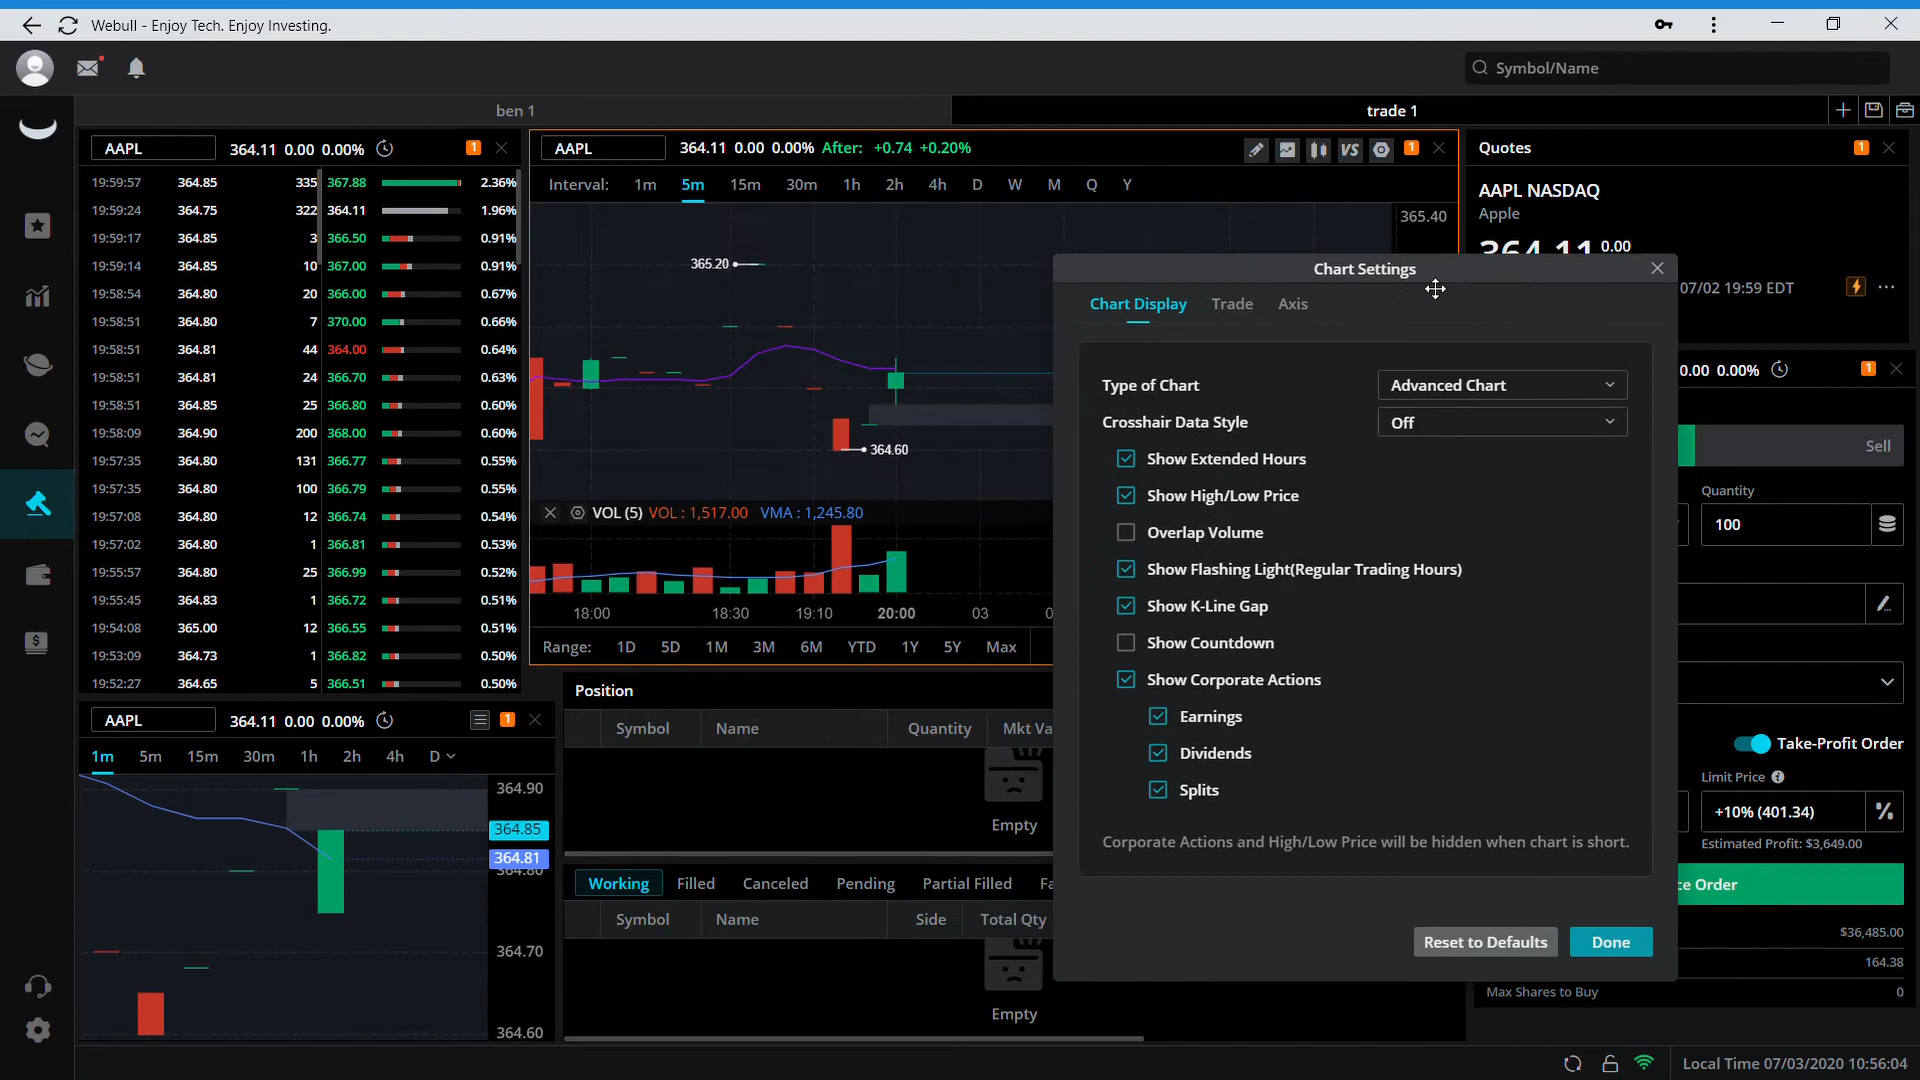 Webull - Enjoy Tech. Enjoy Investing.
Symbol/Name
ben 1
trade 1
AAPL 364.11 0.00 0.00% 1
19:59:57 364.85 335 367.88 2.36%
19:59:24 364.75 322 364.11 1.96%
19:59:17 364.85 3 366.50 0.91%
19:59:14 364.85 10 367.00 0.91%
19:58:54 364.80 20 366.00 0.67%
19:58:51 364.80 7 370.00 0.66%
19:58:51 364.81 44 364.00 0.64%
19:58:51 364.81 24 366.70 0.63%
19:58:51 364.85 25 366.80 0.60%
19:58:09 364.90 200 368.00 0.60%
19:57:35 364.80 131 366.77 0.55%
19:57:35 364.80 100 366.79 0.55%
19:57:08 364.80 12 366.74 0.54%
19:57:02 364.80 1 366.81 0.53%
19:55:57 364.80 25 366.99 0.52%
19:55:45 364.83 1 366.72 0.51%
19:54:08 365.00 12 366.55 0.51%
19:53:09 364.73 1 366.82 0.50%
19:52:27 364.65 5 366.51 0.50%
AAPL 364.11 0.00 0.00% After: +0.74 +0.20% VS 1
Interval: 1m 5m 15m 30m 1h 2h 4h D W M Q Y
365.40
365.20
364.60
VOL (5) VOL : 1,517.00 VMA : 1,245.80
18:00 18:30 19:10 20:00 03
Range: 1D 5D 1M 3M 6M YTD 1Y 5Y Max
Quotes 1
AAPL NASDAQ
Apple
364.11 0.00
07/02 19:59 EDT
Chart Settings
Chart Display Trade Axis
Type of Chart Advanced Chart
Crosshair Data Style Off
Show Extended Hours
Show High/Low Price
Overlap Volume
Show Flashing Light(Regular Trading Hours)
Show K-Line Gap
Show Countdown
Show Corporate Actions
Earnings
Dividends
Splits
Corporate Actions and High/Low Price will be hidden when chart is short.
Reset to Defaults Done
0.00 0.00% 1
Sell
Quantity
100
Take-Profit Order
Limit Price
+10% (401.34)
Estimated Profit: $3,649.00
ce Order
$36,485.00
164.38
Max Shares to Buy 0
AAPL 364.11 0.00 0.00% 1
1m 5m 15m 30m 1h 2h 4h D
364.90
364.85
364.81
364.80
364.70
364.60
Position
Symbol Name Quantity Mkt Va
Empty
Working Filled Canceled Pending Partial Filled Fa
Symbol Name Side Total Qty
Empty
Local Time 07/03/2020 10:56:04